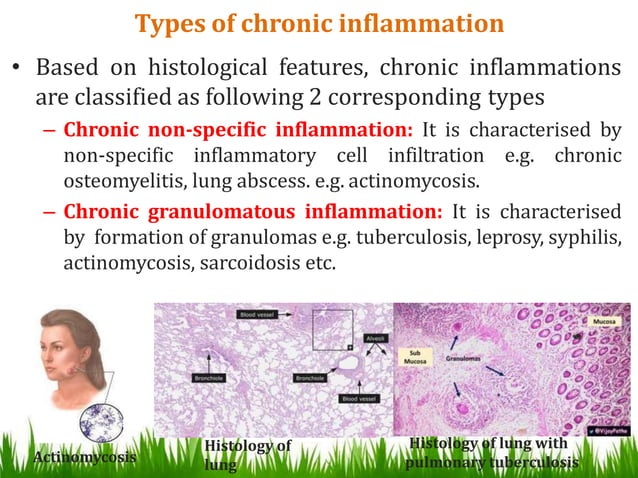 Types of chronic inflammation
• Based on histological features, chronic inflammations
are classified as following 2 corresponding types
– Chronic non-specific inflammation: It is characterised by
non-specific inflammatory cell infiltration e.g. chronic
osteomyelitis, lung abscess. e.g. actinomycosis.
– Chronic granulomatous inflammation: It is characterised
by formation of granulomas e.g. tuberculosis, leprosy, syphilis,
actinomycosis, sarcoidosis etc.
Blood vessel
Alveoli
Bronchiole
Bronchiole
Blood vessel
Mucosa
Sub
Mucosa
Granulomas
@VijayPatho
Actinomycosis
Histology of
lung
Histology of lung with
pulmonary tuberculosis